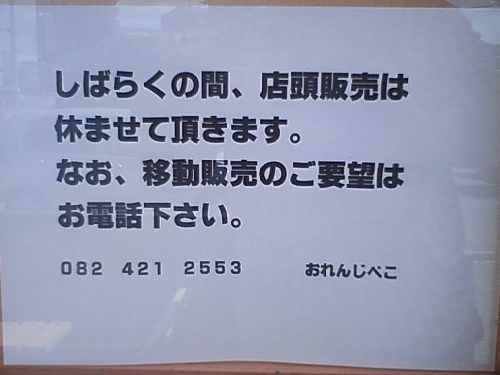 しばらくの間、店頭販売は
休ませて頂きます。
なお、移動販売のご要望は
お電話下さい。
082 421 2553 おれんじぺこ